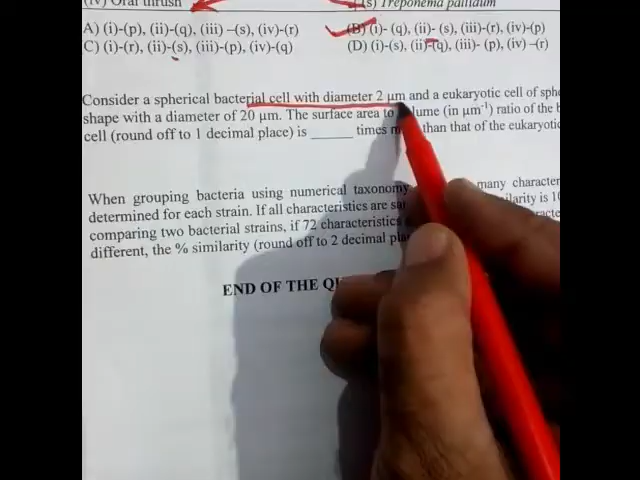 (iv) Oral thrush (s) Treponema pallidum
A) (i)-(p), (ii)-(q), (iii) –(s), (iv)-(r) (B) (i)- (q), (ii)- (s), (iii)-(r), (iv)-(p)
C) (i)-(r), (ii)-(s), (iii)-(p), (iv)-(q) (D) (i)-(s), (ii)-(q), (iii)- (p), (iv) –(r)
Consider a spherical bacterial cell with diameter 2 μm and a eukaryotic cell of sphe
shape with a diameter of 20 μm. The surface area to lume (in μm⁻¹) ratio of the b
cell (round off to 1 decimal place) is ______ times m than that of the eukaryotic
When grouping bacteria using numerical taxonomy many character
determined for each strain. If all characteristics are sa milarity is 10
comparing two bacterial strains, if 72 characteristics
different, the % similarity (round off to 2 decimal pla
END OF THE QU